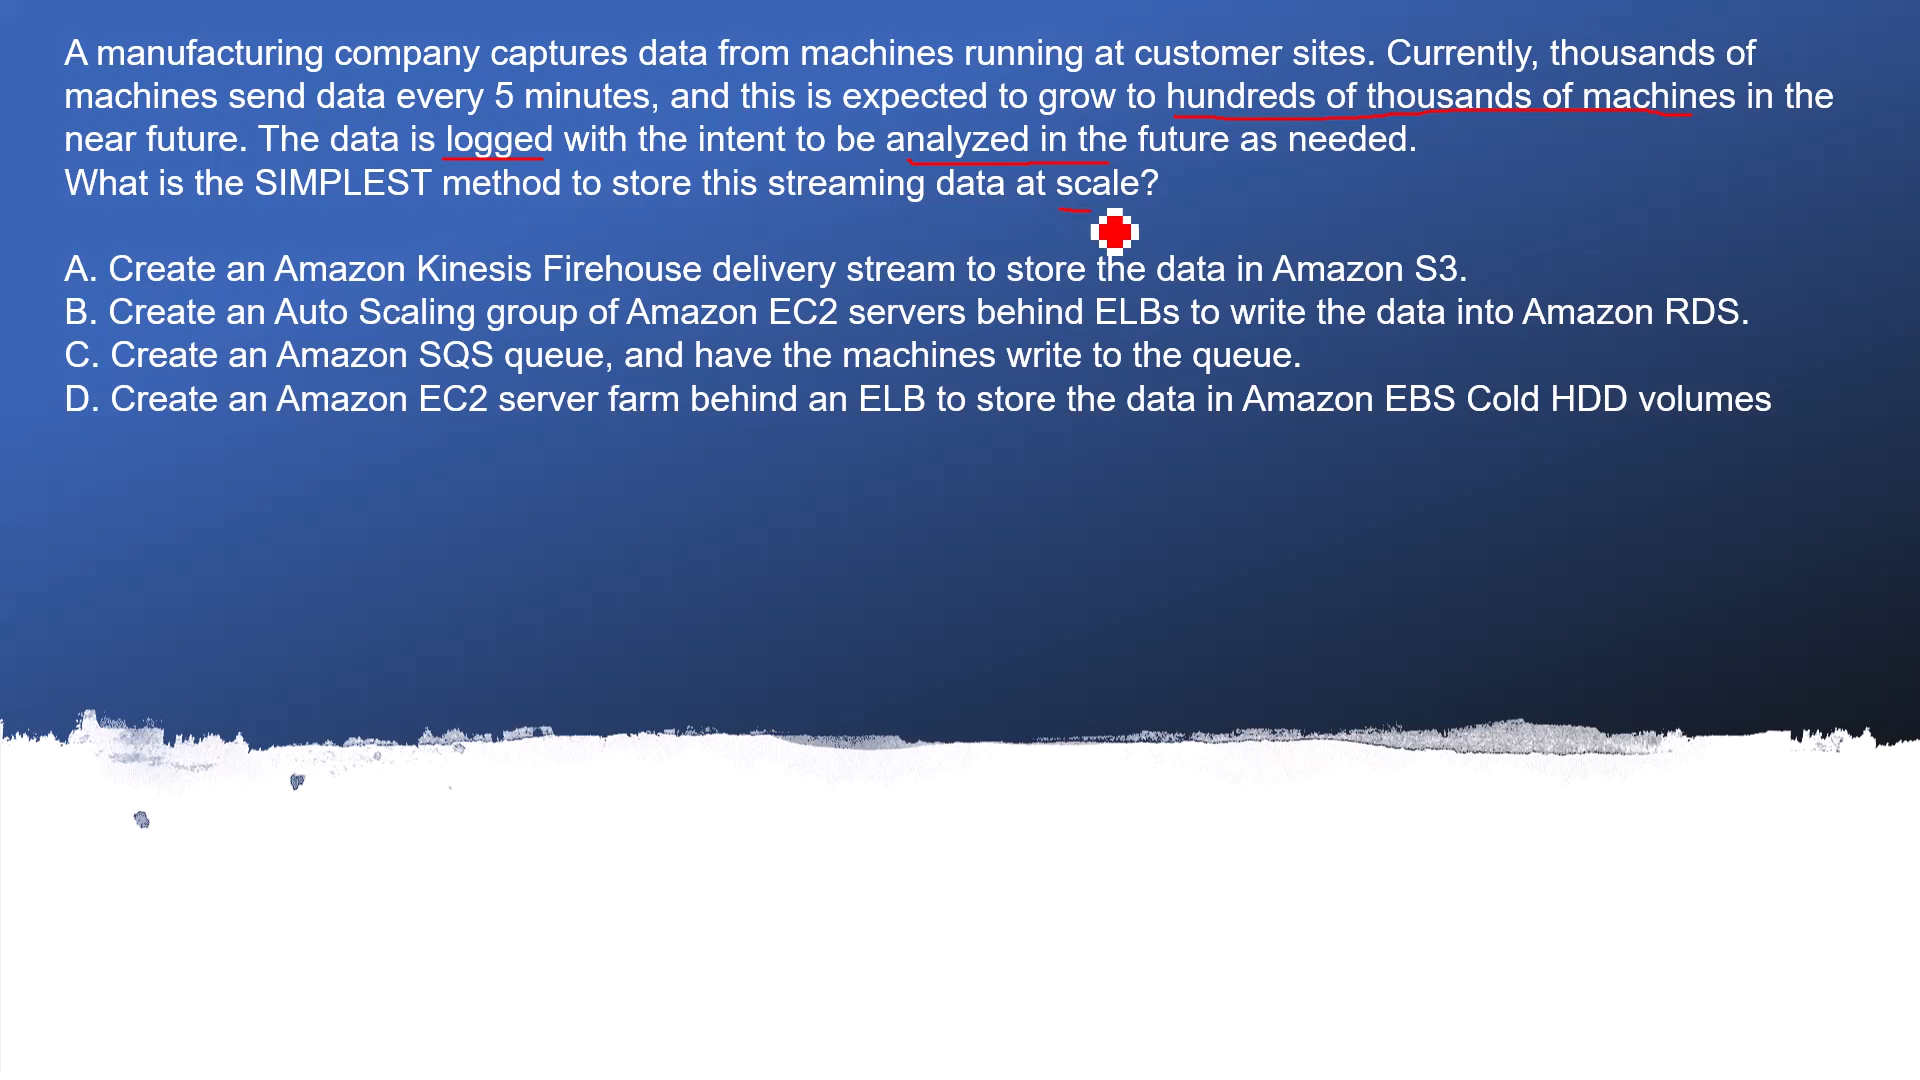 A manufacturing company captures data from machines running at customer sites. Currently, thousands of
machines send data every 5 minutes, and this is expected to grow to hundreds of thousands of machines in the
near future. The data is logged with the intent to be analyzed in the future as needed.
What is the SIMPLEST method to store this streaming data at scale?
A. Create an Amazon Kinesis Firehouse delivery stream to store the data in Amazon S3.
B. Create an Auto Scaling group of Amazon EC2 servers behind ELBs to write the data into Amazon RDS.
C. Create an Amazon SQS queue, and have the machines write to the queue.
D. Create an Amazon EC2 server farm behind an ELB to store the data in Amazon EBS Cold HDD volumes